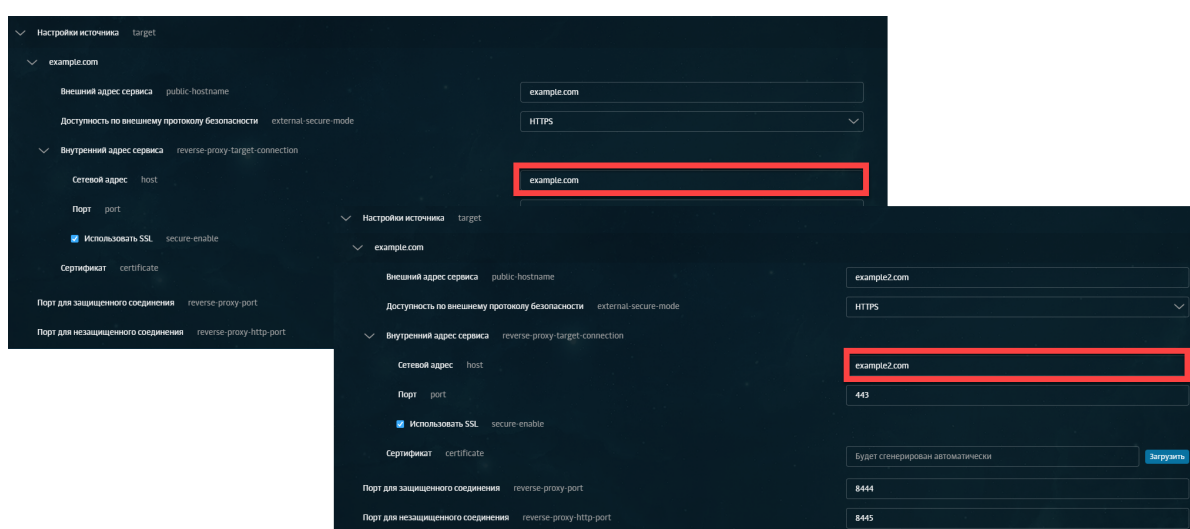 Настройки источника target
example.com
Внешний адрес сервиса public-hostname example.com
Доступность по внешнему протоколу безопасности external-secure-mode HTTPS
Внутренний адрес сервиса reverse-proxy-target-connection
Сетевой адрес host example.com
Порт port
Использовать SSL secure-enable
Сертификат certificate
Порт для защищенного соединения reverse-proxy-port
Порт для незащищенного соединения reverse-proxy-http-port
Настройки источника target
example.com
Внешний адрес сервиса public-hostname example2.com
Доступность по внешнему протоколу безопасности external-secure-mode HTTPS
Внутренний адрес сервиса reverse-proxy-target-connection
Сетевой адрес host example2.com
Порт port 443
Использовать SSL secure-enable
Сертификат certificate Будет сгенерирован автоматически Загрузить
Порт для защищенного соединения reverse-proxy-port 8444
Порт для незащищенного соединения reverse-proxy-http-port 8445